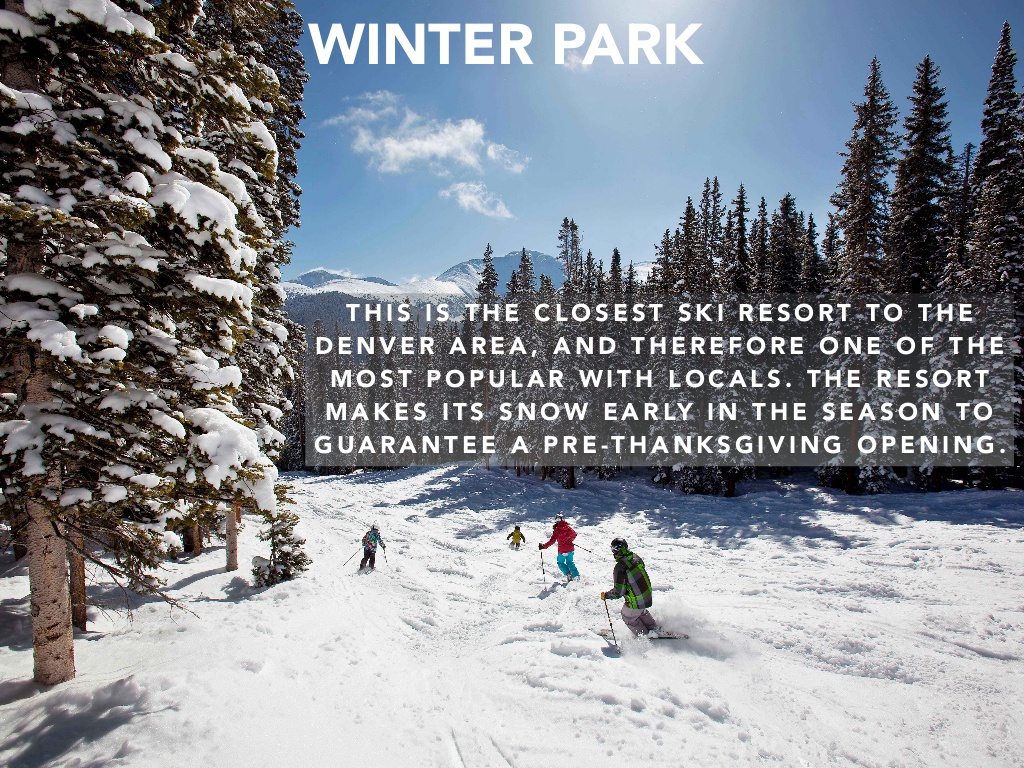 WINTER PARK
THIS IS THE CLOSEST SKI RESORT TO THE
DENVER AREA, AND THEREFORE ONE OF THE
MOST POPULAR WITH LOCALS. THE RESORT
MAKES ITS SNOW EARLY IN THE SEASON TO
GUARANTEE A PRE-THANKSGIVING OPENING.